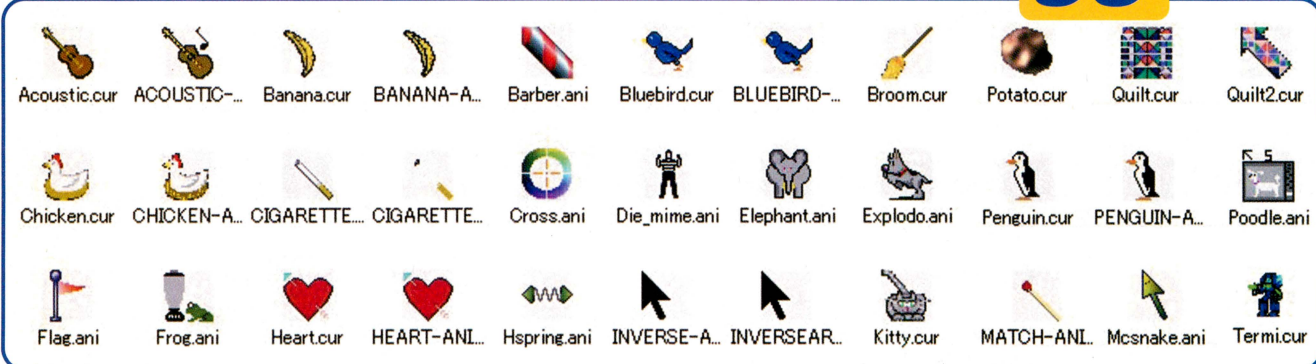 Acoustic.cur ACOUSTIC-... Banana.cur BANANA-A... Barber.ani Bluebird.cur BLUEBIRD-... Broom.cur Potato.cur Quilt.cur Quilt2.cur
Chicken.cur CHICKEN-A... CIGARETTE.... CIGARETTE... Cross.ani Die_mime.ani Elephant.ani Explodo.ani Penguin.cur PENGUIN-A... Poodle.ani
Flag.ani Frog.ani Heart.cur HEART-ANI... Hspring.ani INVERSE-A... INVERSEAR... Kitty.cur MATCH-ANI... Mcsnake.ani Termi.cur